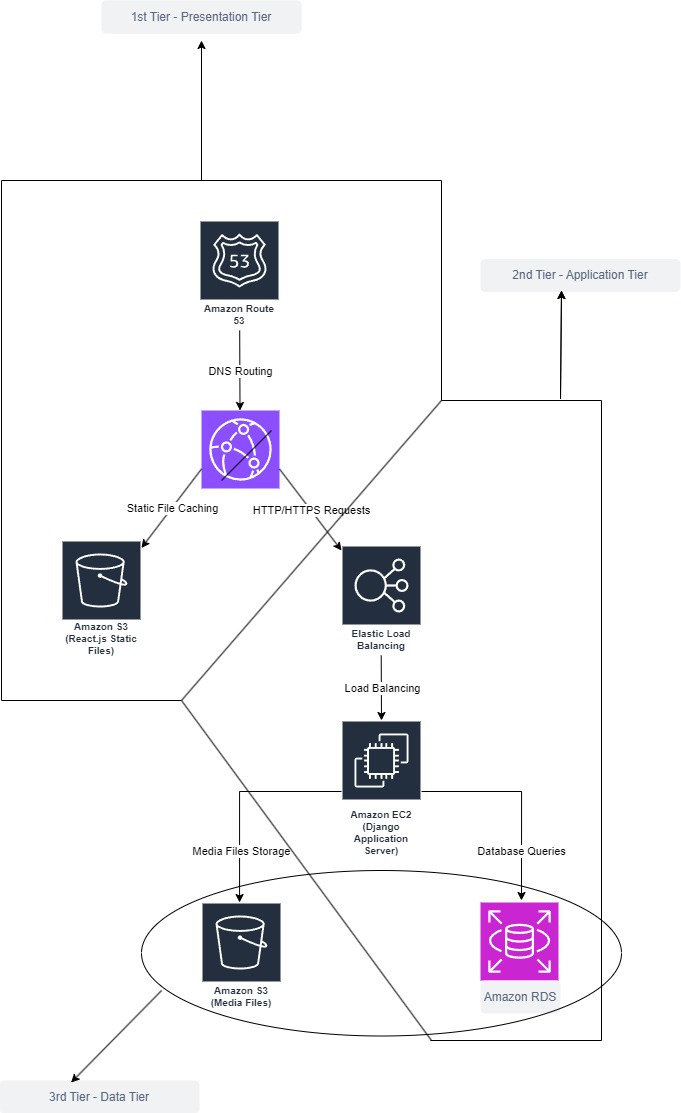 1st Tier - Presentation Tier
53
Amazon Route
53
2nd Tier - Application Tier
DNS Routing
Static File Caching
HTTP/HTTPS Requests
Amazon S3
(React.js Static
Files)
Elastic Load
Balancing
Load Balancing
Amazon EC2
(Django
Application
Server)
Media Files Storage
Database Queries
Amazon S3
(Media Files)
Amazon RDS
3rd Tier - Data Tier